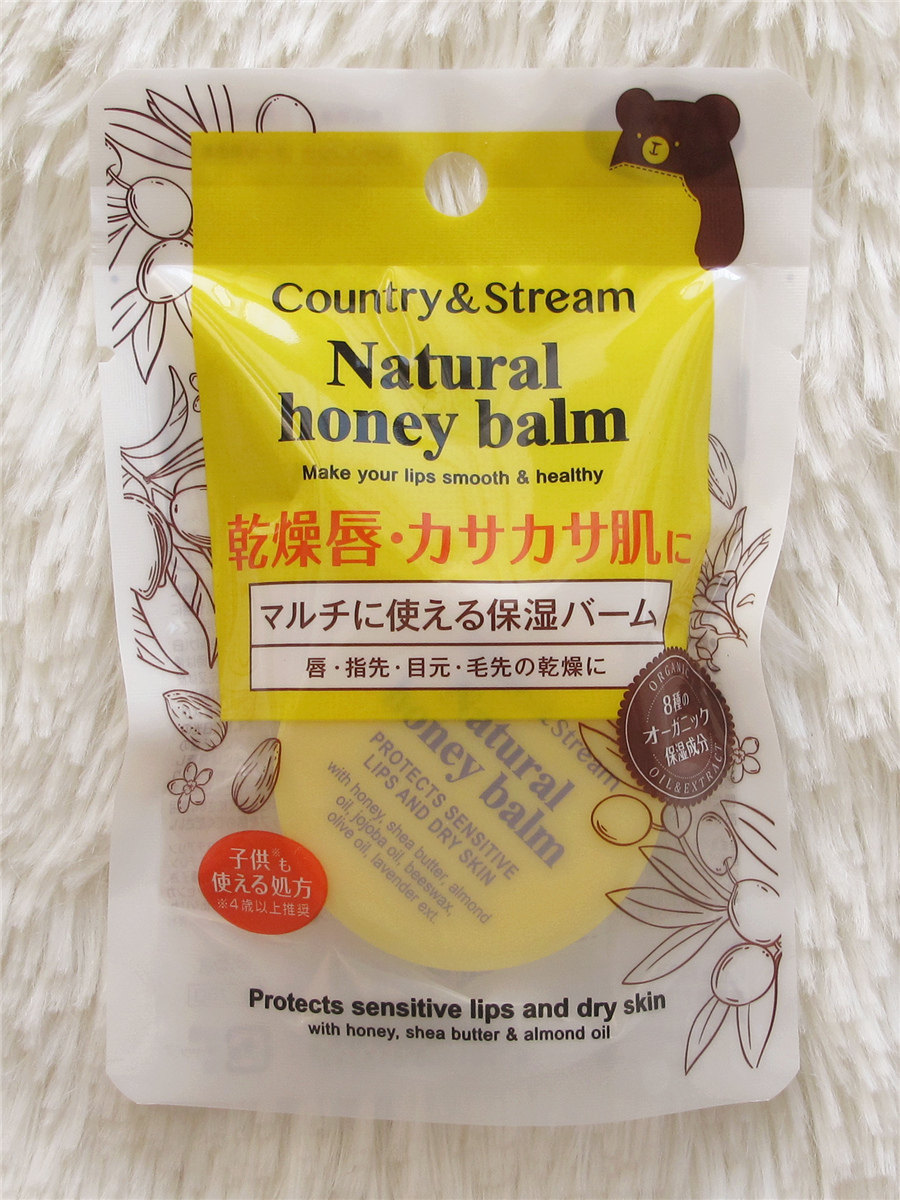 Country & Stream
Natural
honey balm
Make your lips smooth & healthy
乾燥唇・カサカサ肌に
マルチに使える保湿バーム
唇・指先・目元・毛先の乾燥に
ORGANIC
8種の
オーガニック
保湿成分
OIL & EXTRACT
Stream
atural
oney balm
PROTECTS SENSITIVE
LIPS AND DRY SKIN
with honey, shea butter, almond
oil, jojoba oil, beeswax,
olive oil, lavender ext.
子供※も
使える処方
※4歳以上推奨
Protects sensitive lips and dry skin
with honey, shea butter & almond oil